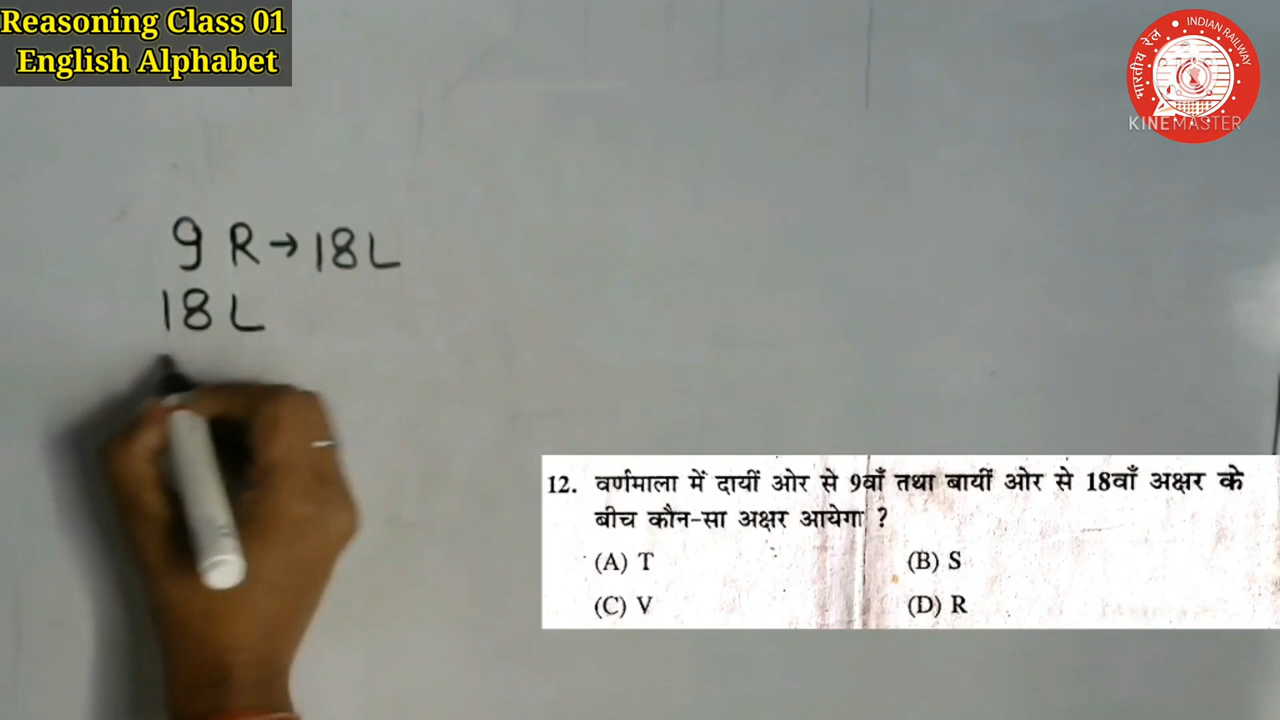 Reasoning Class 01
English Alphabet
भारतीय रेल
INDIAN RAILWAY
KINEMASTER
9 R → 18 L
18 L
12. वर्णमाला में दायीं ओर से 9वाँ तथा बायीं ओर से 18वाँ अक्षर के
बीच कौन-सा अक्षर आयेगा ?
(A) T (B) S
(C) V (D) R